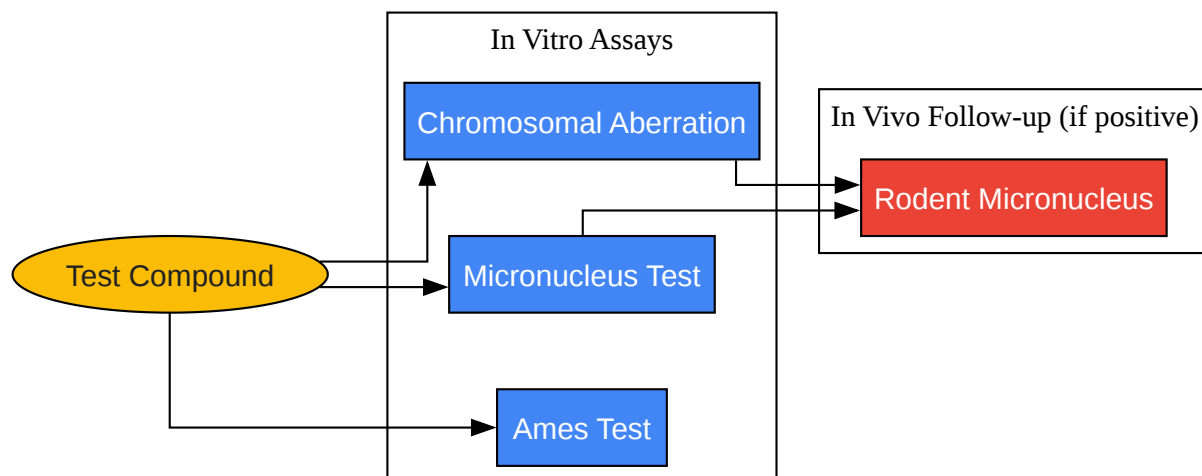 In Vitro Assays
Chromosomal Aberration
In Vivo Follow-up (if positive)
Rodent Micronucleus
Test Compound
Micronucleus Test
Ames Test